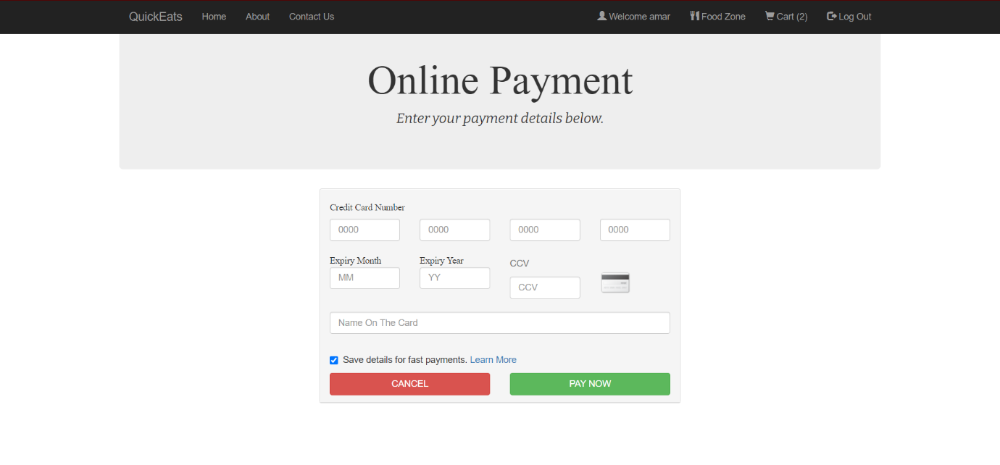 QuickEats Home About Contact Us Welcome amar Food Zone Cart (2) Log Out
Online Payment
Enter your payment details below.
Credit Card Number
0000 0000 0000 0000
Expiry Month Expiry Year CCV
MM YY CCV
Name On The Card
Save details for fast payments. Learn More
CANCEL PAY NOW